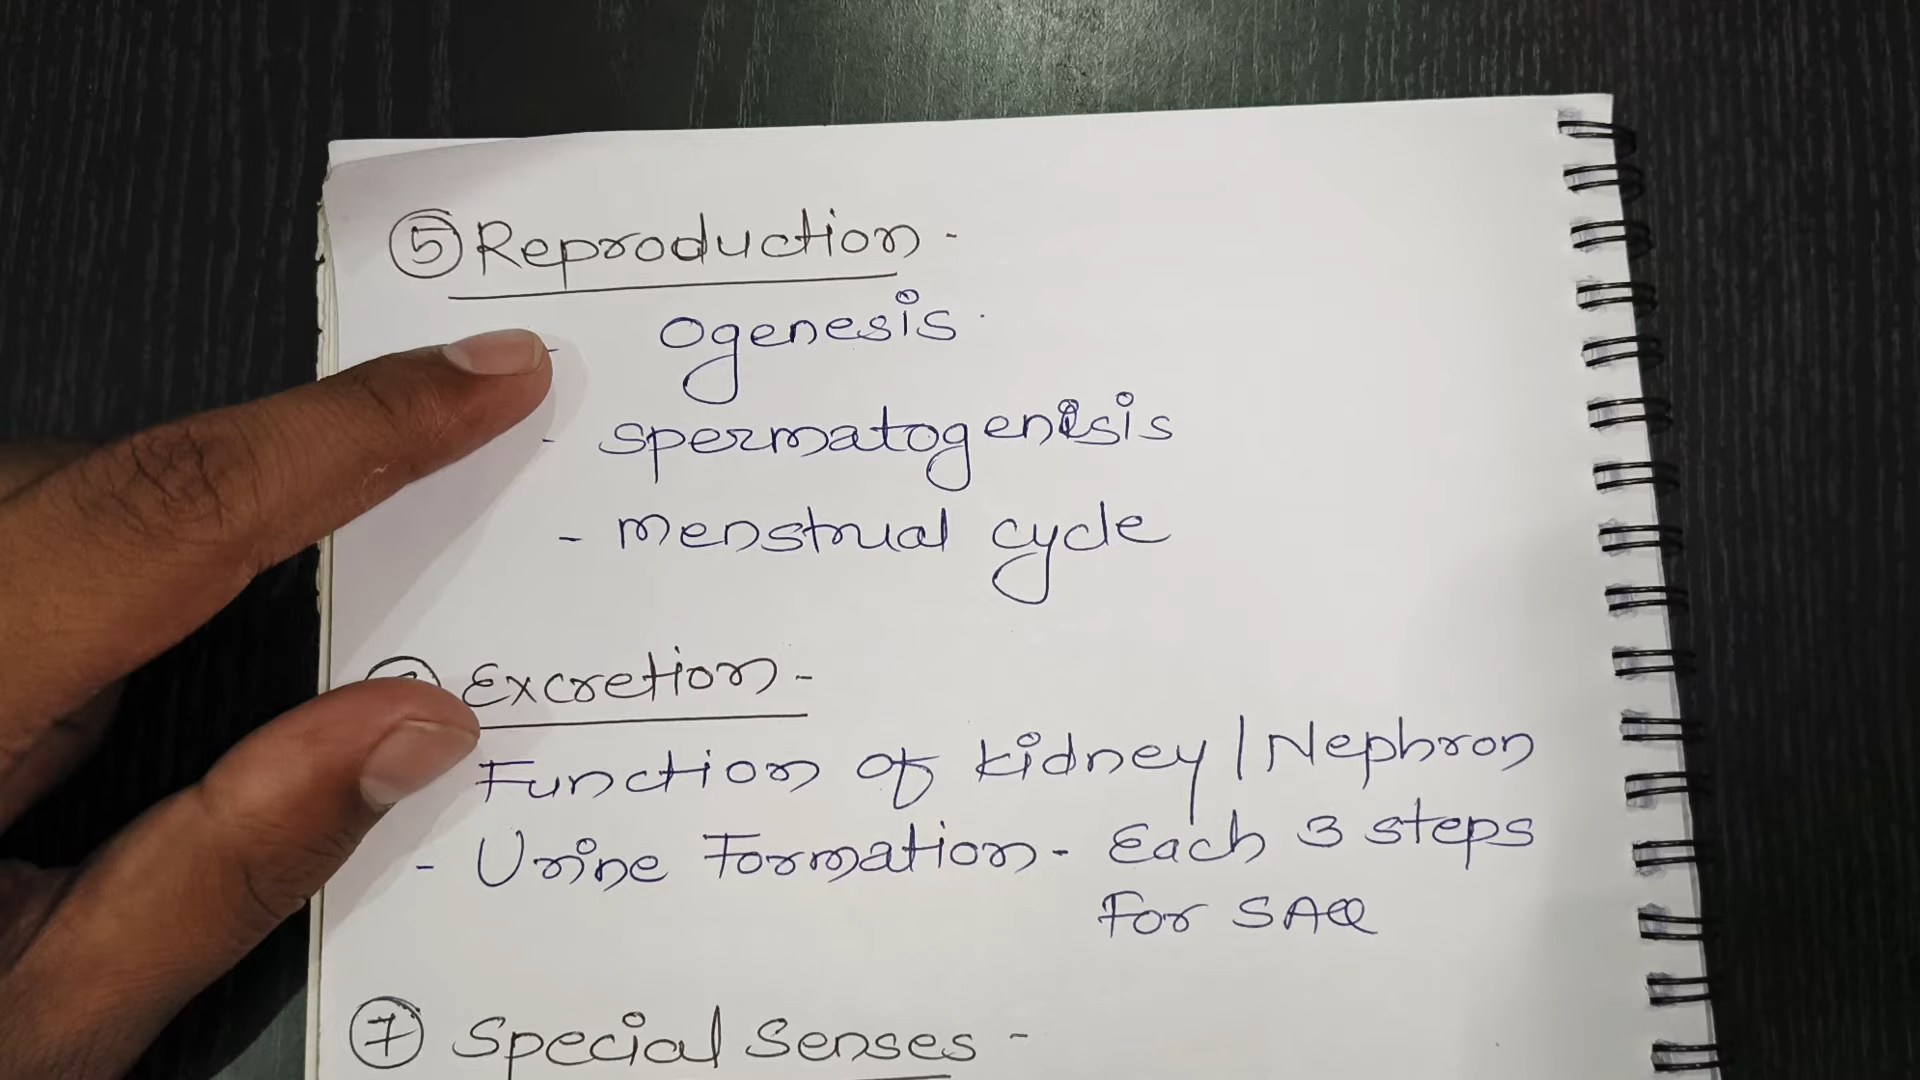 5 Reproduction -
- Ogenesis
- spermatogenesis
- menstrual cycle
Excretion -
Function of kidney / Nephron
- Urine Formation - Each 3 steps
For SAQ
7 Special Senses -